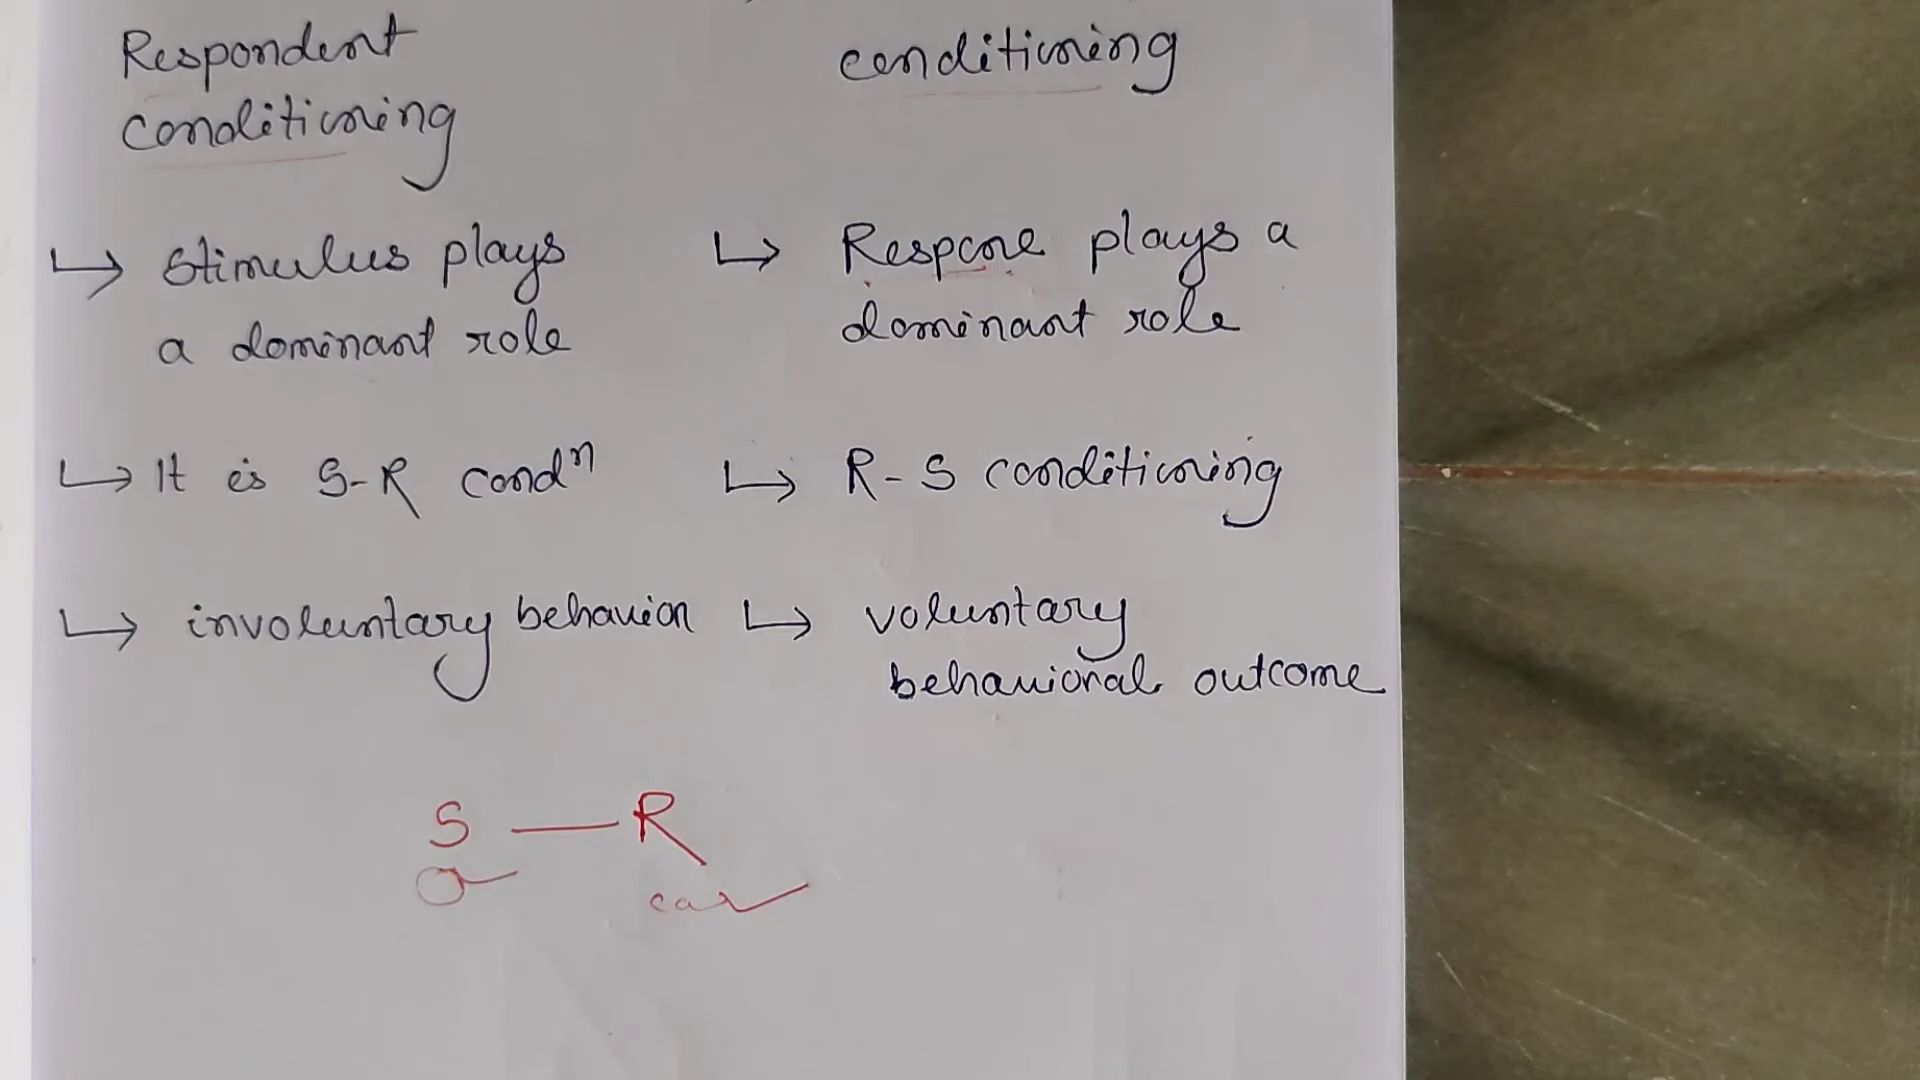 Respondent
conditioning
conditioning
↳ Stimulus plays
a dominant role
↳ Respone plays a
dominant role
↳ It is S-R condⁿ
↳ R-S conditioning
↳ involuntary behavior
↳ voluntary
behavioral outcome
S — R